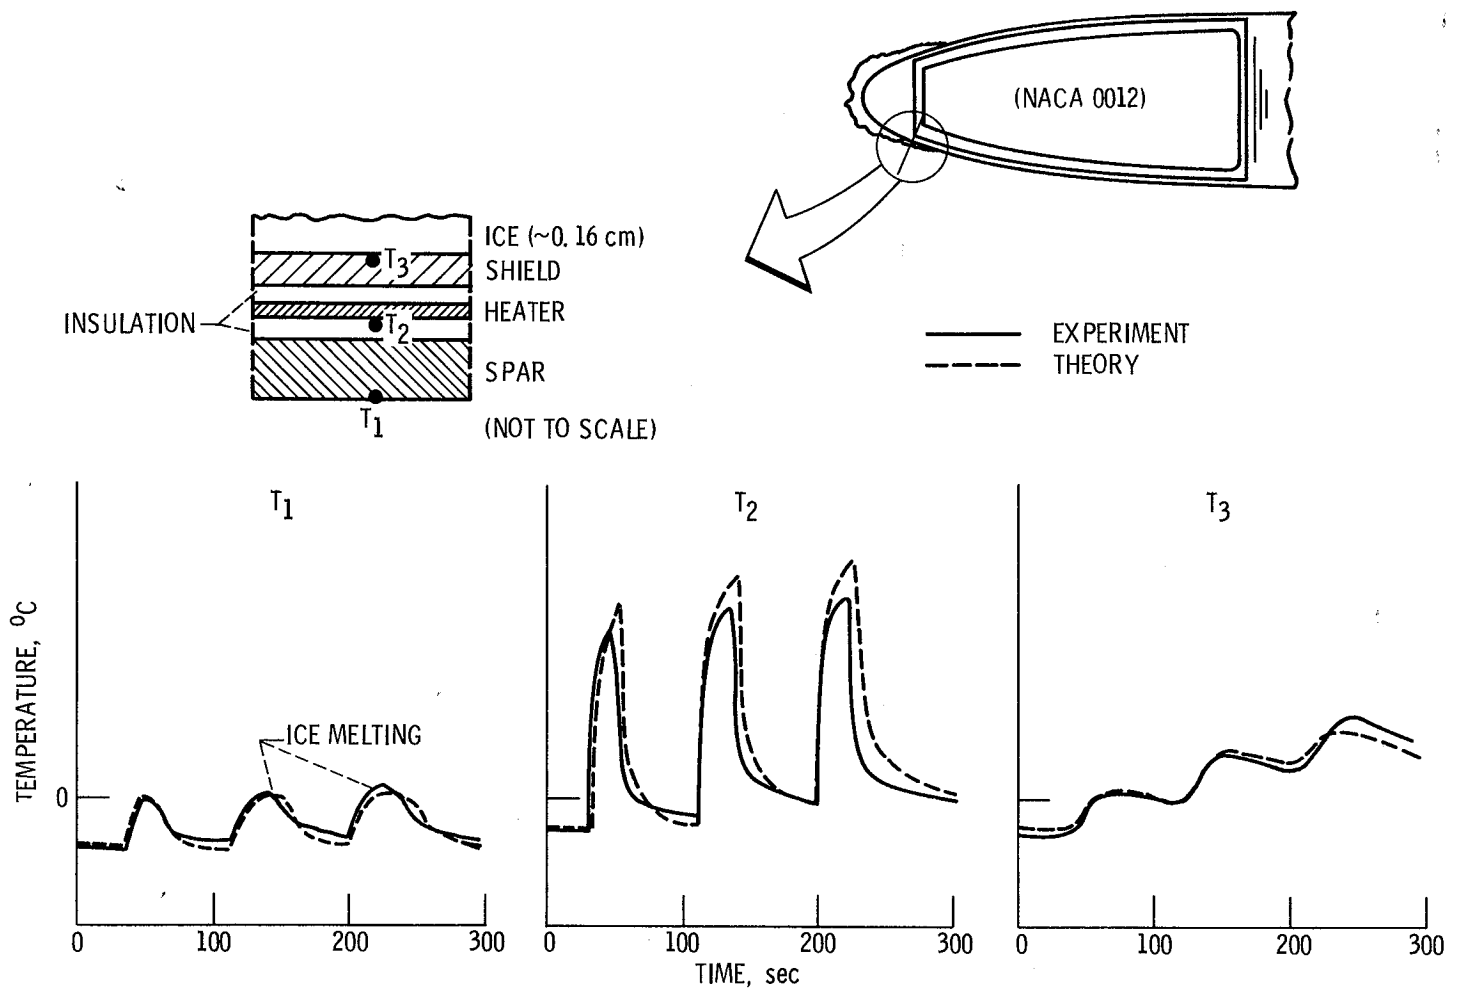 (NACA 0012)
ICE (~0.16 cm)
T3
SHIELD
INSULATION
HEATER
T2
SPAR
T1
(NOT TO SCALE)
EXPERIMENT
THEORY
T1
T2
T3
TEMPERATURE, °C
ICE MELTING
0
0 100 200 300
0 100 200 300
0 100 200 300
TIME, sec